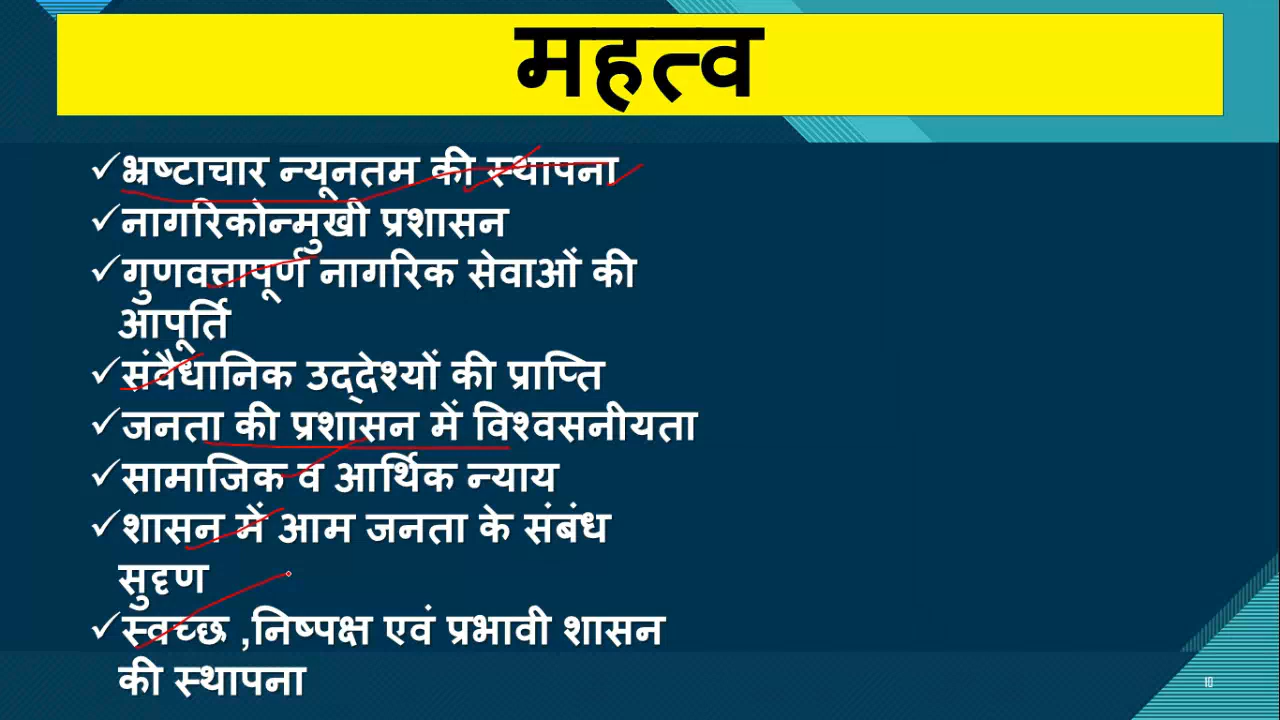 महत्व
✓भ्रष्टाचार न्यूनतम की स्थापना
✓नागरिकोन्मुखी प्रशासन
✓गुणवत्तापूर्ण नागरिक सेवाओं की
आपूर्ति
✓संवैधानिक उद्देश्यों की प्राप्ति
✓जनता की प्रशासन में विश्वसनीयता
✓सामाजिक व आर्थिक न्याय
✓शासन में आम जनता के संबंध
सुदृण
✓स्वच्छ ,निष्पक्ष एवं प्रभावी शासन
की स्थापना
10